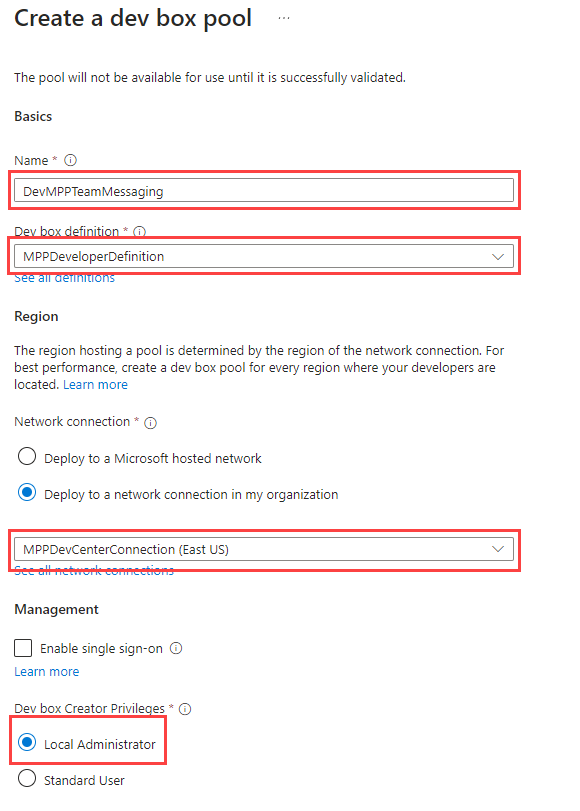 Create a dev box pool ...
The pool will not be available for use until it is successfully validated.
Basics
Name *
DevMPPTeamMessaging
Dev box definition *
MPPDeveloperDefinition
See all definitions
Region
The region hosting a pool is determined by the region of the network connection. For
best performance, create a dev box pool for every region where your developers are
located. Learn more
Network connection *
Deploy to a Microsoft hosted network
Deploy to a network connection in my organization
MPPDevCenterConnection (East US)
See all network connections
Management
Enable single sign-on
Learn more
Dev box Creator Privileges *
Local Administrator
Standard User